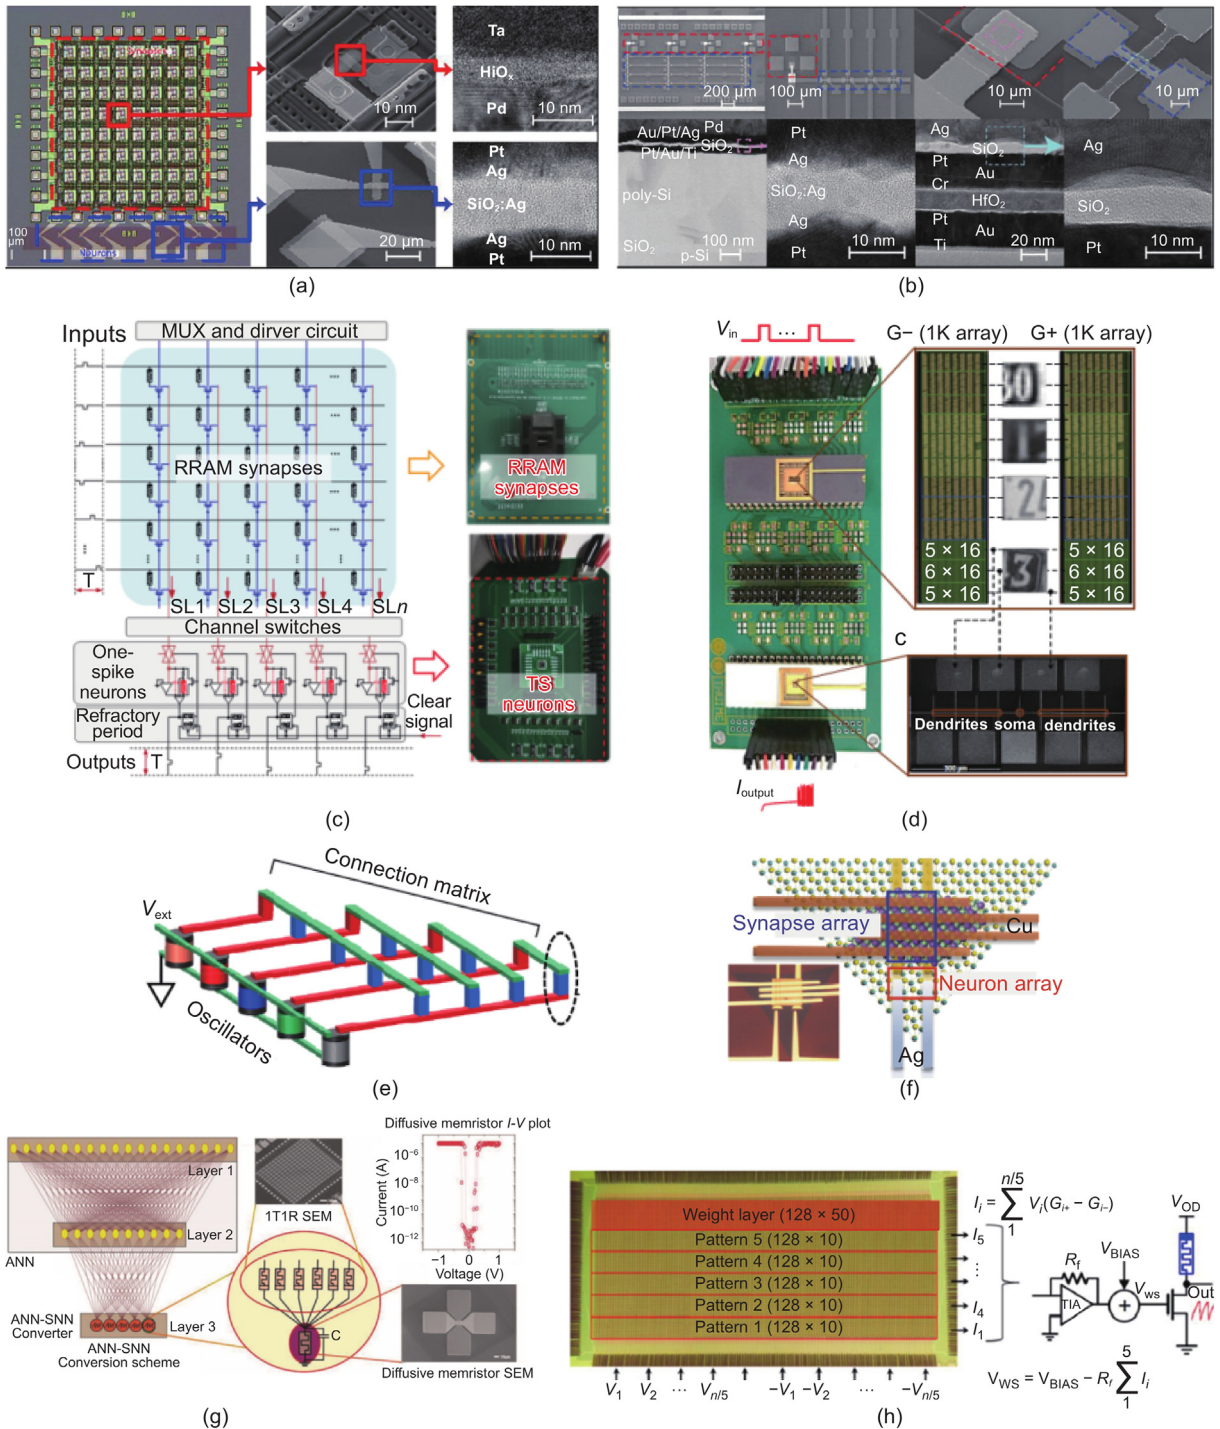 Synapses
100
μm
Neurons
10 nm
20 μm
Ta
HiOx
Pd
10 nm
Pt
Ag
SiO2:Ag
Ag
Pt
10 nm
(a)
200 μm
100 μm
10 μm
10 μm
Au/Pt/Ag
Pd
SiO2
Pt/Au/Ti
poly-Si
SiO2
100 nm
p-Si
Pt
Ag
SiO2:Ag
Ag
Pt
10 nm
Ag
SiO2
Pt
Au
Cr
HfO2
Pt
Au
Ti
20 nm
Ag
SiO2
Pt
10 nm
(b)
Inputs
MUX and dirver circuit
RRAM synapses
T
SL1 SL2 SL3 SL4 SLn
Channel switches
One-
spike
neurons
Refractory
period
Clear
signal
Outputs
T
RRAM
synapses
TS
neurons
(c)
Vin
...
G− (1K array) G+ (1K array)
5 × 16
6 × 16
5 × 16
5 × 16
6 × 16
5 × 16
0
1
2
3
THUIME
C
Dendrites soma dendrites
Ioutput
(d)
Connection matrix
Vext
Oscillators
(e)
Synapse array
Cu
Neuron array
Ag
(f)
Layer 1
Layer 2
ANN
ANN-SNN
Converter
Layer 3
ANN-SNN
Conversion scheme
1T1R SEM
C
Diffusive memristor I-V plot
Current (A)
10−6
10−8
10−10
10−12
−1 0 1
Voltage (V)
Diffusive memristor SEM
(g)
Weight layer (128 × 50)
Pattern 5 (128 × 10)
Pattern 4 (128 × 10)
Pattern 3 (128 × 10)
Pattern 2 (128 × 10)
Pattern 1 (128 × 10)
I5
I4
I1
V1 V2 ... Vn/5 −V1 −V2 ... −Vn/5
Ii = ∑ n/5 1 Vi(Gi+ − Gi−)
Rf
TIA
VBIAS
+
Vws
VOD
Out
VWS = VBIAS − Rf ∑ 5 1 Ii
(h)